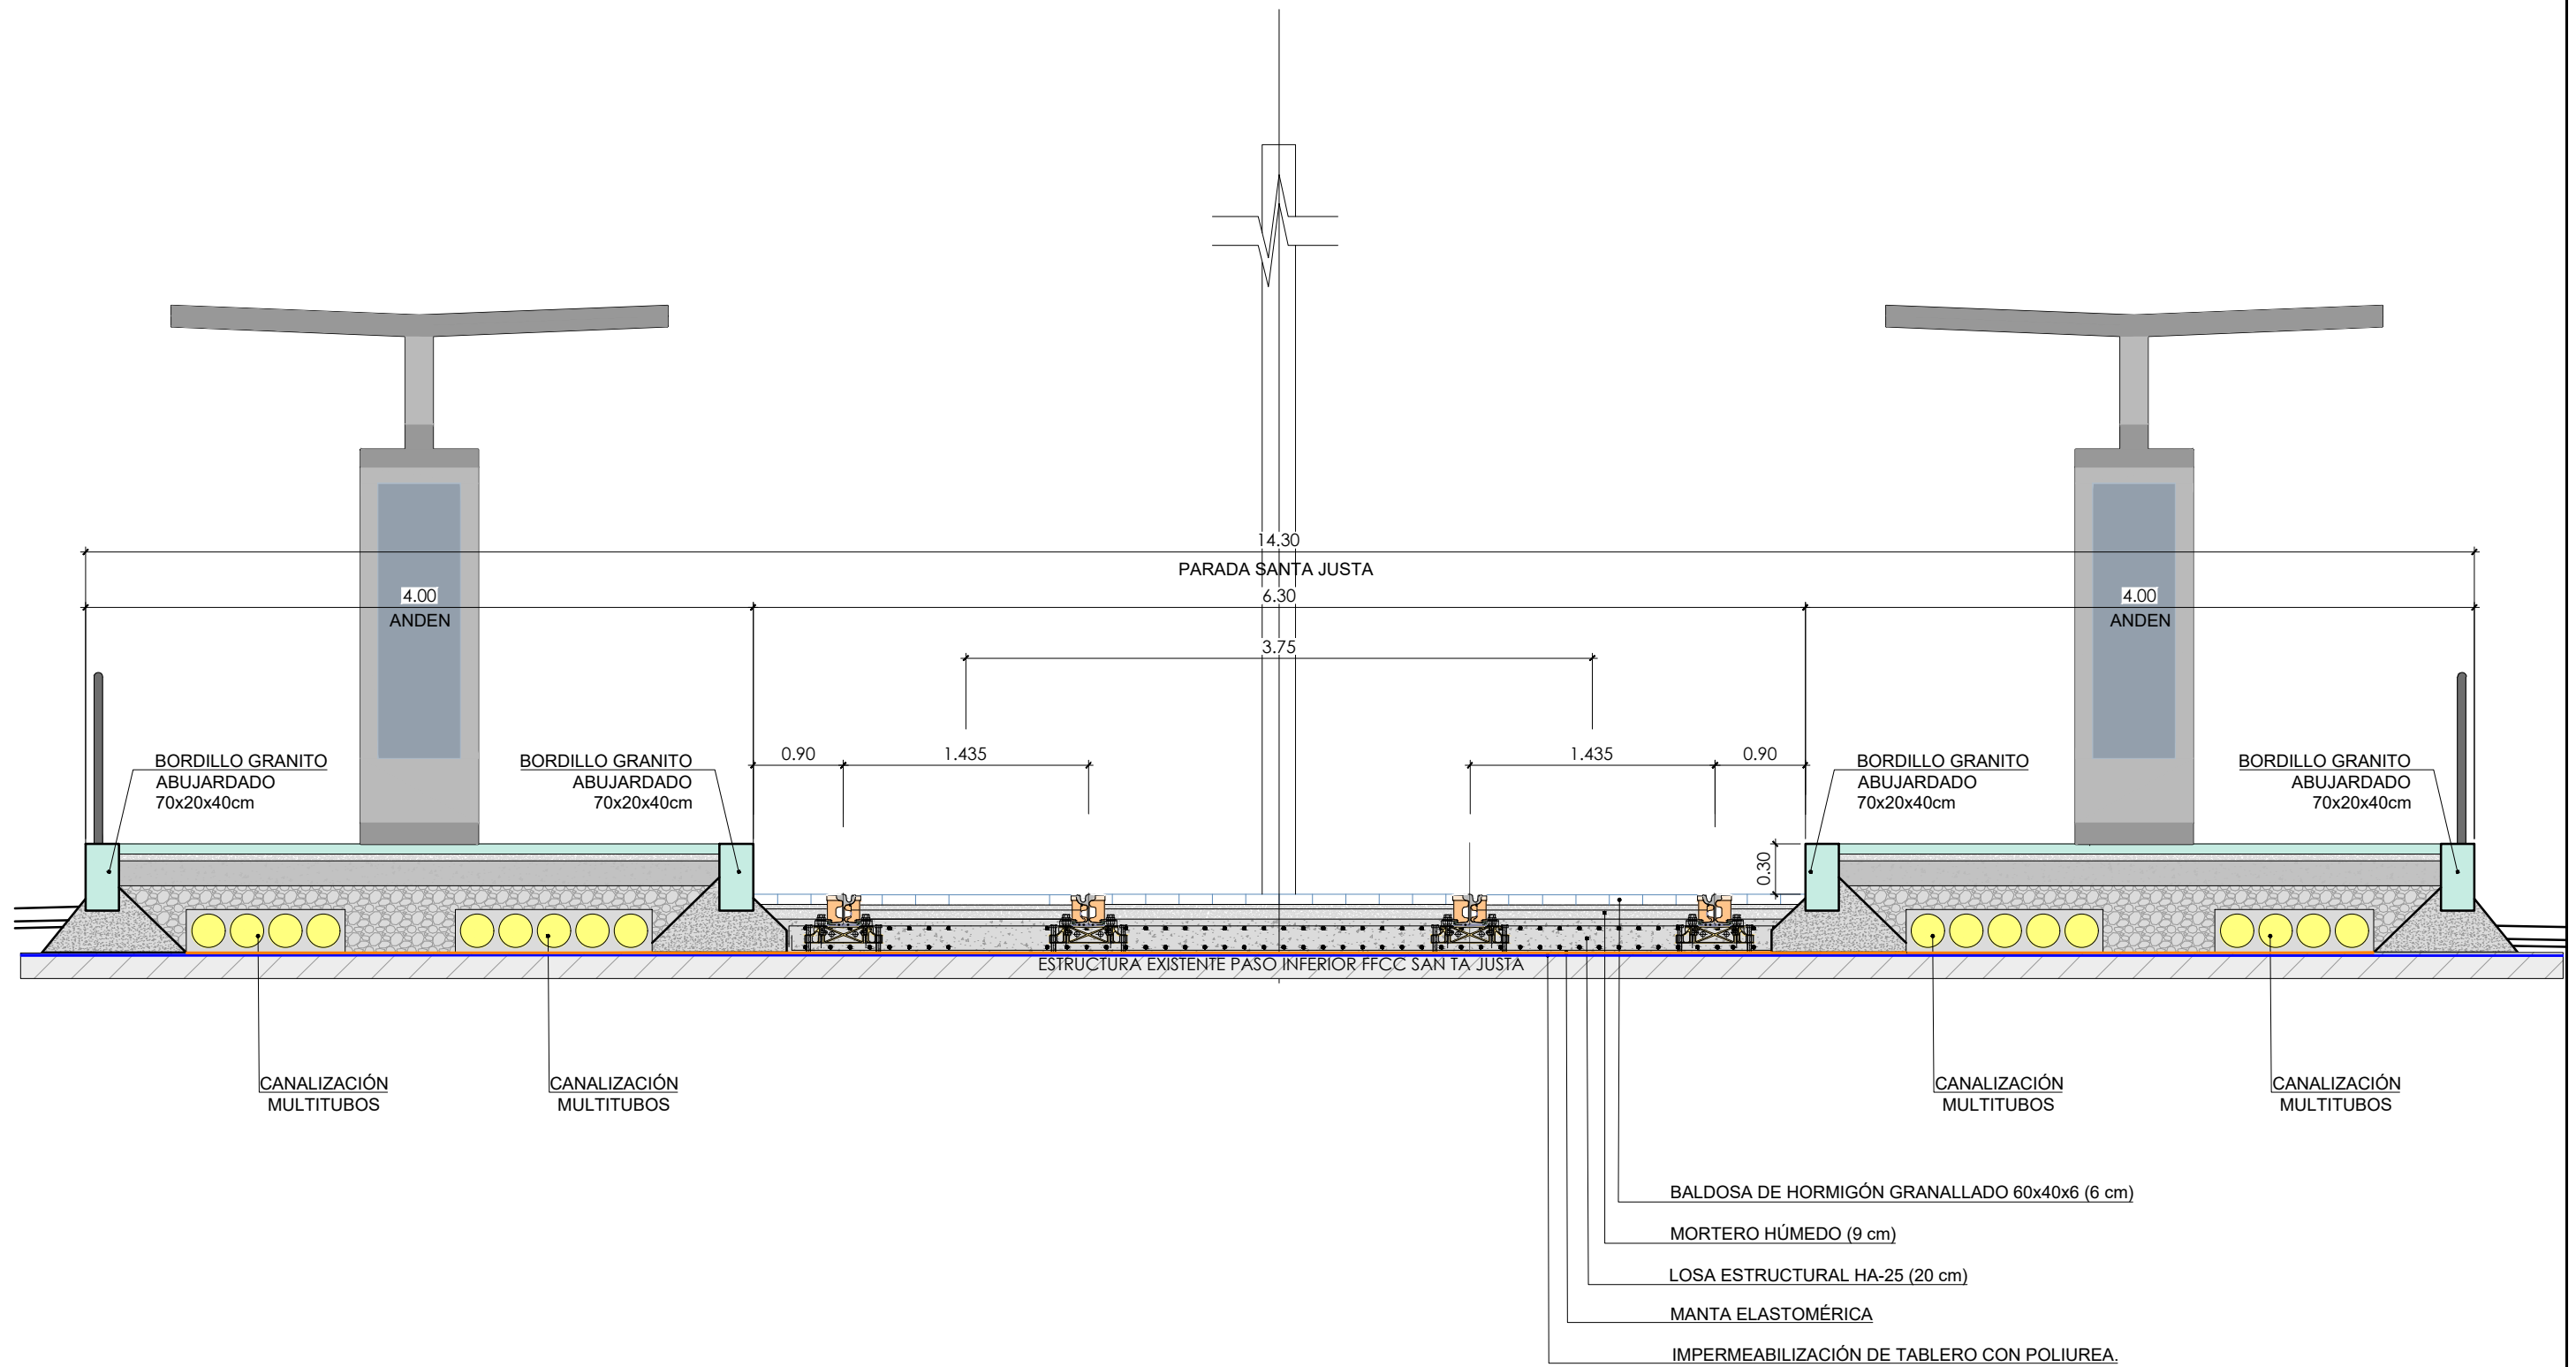 14.30
PARADA SANTA JUSTA
4.00
ANDEN
6.30
4.00
ANDEN
3.75
0.90
1.435
1.435
0.90
BORDILLO GRANITO
ABUJARDADO
70x20x40cm
BORDILLO GRANITO
ABUJARDADO
70x20x40cm
BORDILLO GRANITO
ABUJARDADO
70x20x40cm
BORDILLO GRANITO
ABUJARDADO
70x20x40cm
0.30
ESTRUCTURA EXISTENTE PASO INFERIOR FFCC SAN TA JUSTA
CANALIZACIÓN
MULTITUBOS
CANALIZACIÓN
MULTITUBOS
CANALIZACIÓN
MULTITUBOS
CANALIZACIÓN
MULTITUBOS
BALDOSA DE HORMIGÓN GRANALLADO 60x40x6 (6 cm)
MORTERO HÚMEDO (9 cm)
LOSA ESTRUCTURAL HA-25 (20 cm)
MANTA ELASTOMÉRICA
IMPERMEABILIZACIÓN DE TABLERO CON POLIUREA.